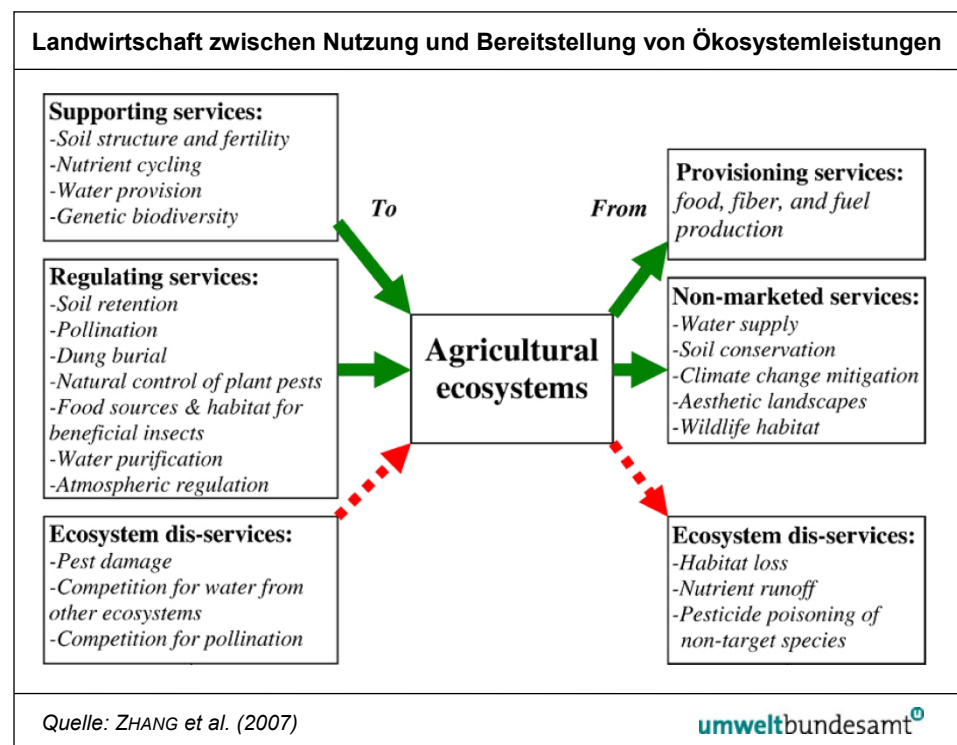 Landwirtschaft zwischen Nutzung und Bereitstellung von Ökosystemleistungen
Supporting services:
-Soil structure and fertility
-Nutrient cycling
-Water provision
-Genetic biodiversity
Regulating services:
-Soil retention
-Pollination
-Dung burial
-Natural control of plant pests
-Food sources & habitat for
beneficial insects
-Water purification
-Atmospheric regulation
Ecosystem dis-services:
-Pest damage
-Competition for water from
other ecosystems
-Competition for pollination
To
From
Agricultural
ecosystems
Provisioning services:
food, fiber, and fuel
production
Non-marketed services:
-Water supply
-Soil conservation
-Climate change mitigation
-Aesthetic landscapes
-Wildlife habitat
Ecosystem dis-services:
-Habitat loss
-Nutrient runoff
-Pesticide poisoning of
non-target species
Quelle: ZHANG et al. (2007)
umweltbundesamt
u